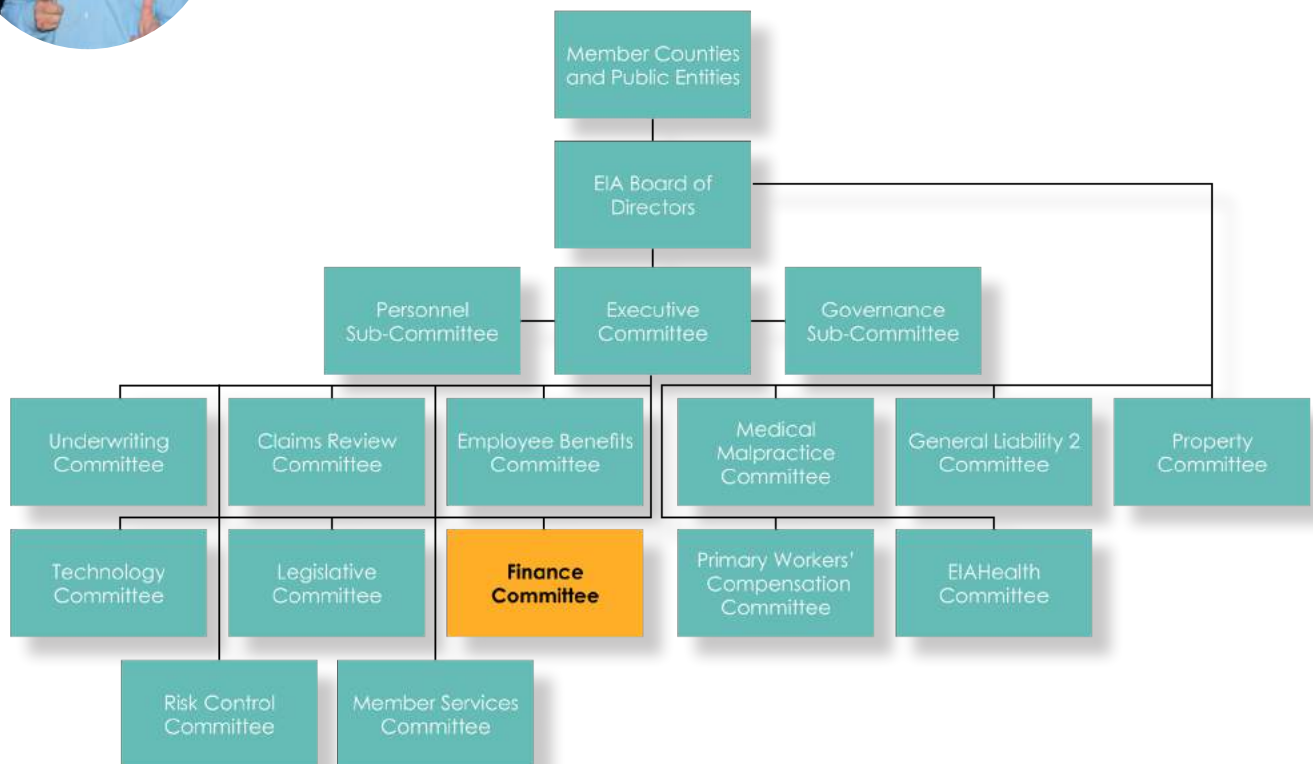 Member Counties
and Public Entities
EIA Board of
Directors
Personnel
Sub-Committee
Executive
Committee
Governance
Sub-Committee
Underwriting
Committee
Claims Review
Committee
Employee Benefits
Committee
Medical
Malpractice
Committee
General Liability 2
Committee
Property
Committee
Technology
Committee
Legislative
Committee
Finance
Committee
Primary Workers'
Compensation
Committee
EIAHealth
Committee
Risk Control
Committee
Member Services
Committee